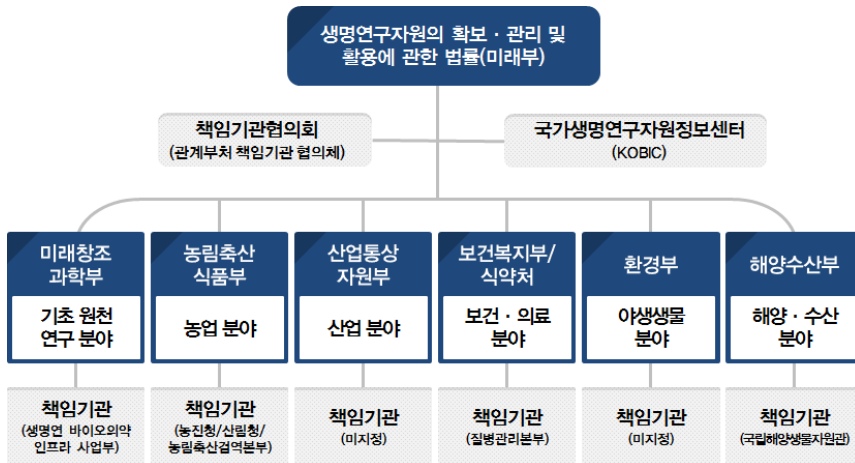 생명연구자원의 확보 · 관리 및
활용에 관한 법률(미래부)
책임기관협의회
(관계부처 책임기관 협의체)
국가생명연구자원정보센터
(KOBIC)
미래창조
과학부
기초 원천
연구 분야
농림축산
식품부
농업 분야
산업통상
자원부
산업 분야
보건복지부/
식약처
보건 · 의료
분야
환경부
야생생물
분야
해양수산부
해양 · 수산
분야
책임기관
(생명연 바이오의약
인프라 사업부)
책임기관
(농진청/산림청/
농림축산검역본부)
책임기관
(미지정)
책임기관
(질병관리본부)
책임기관
(미지정)
책임기관
(국립해양생물자원관)